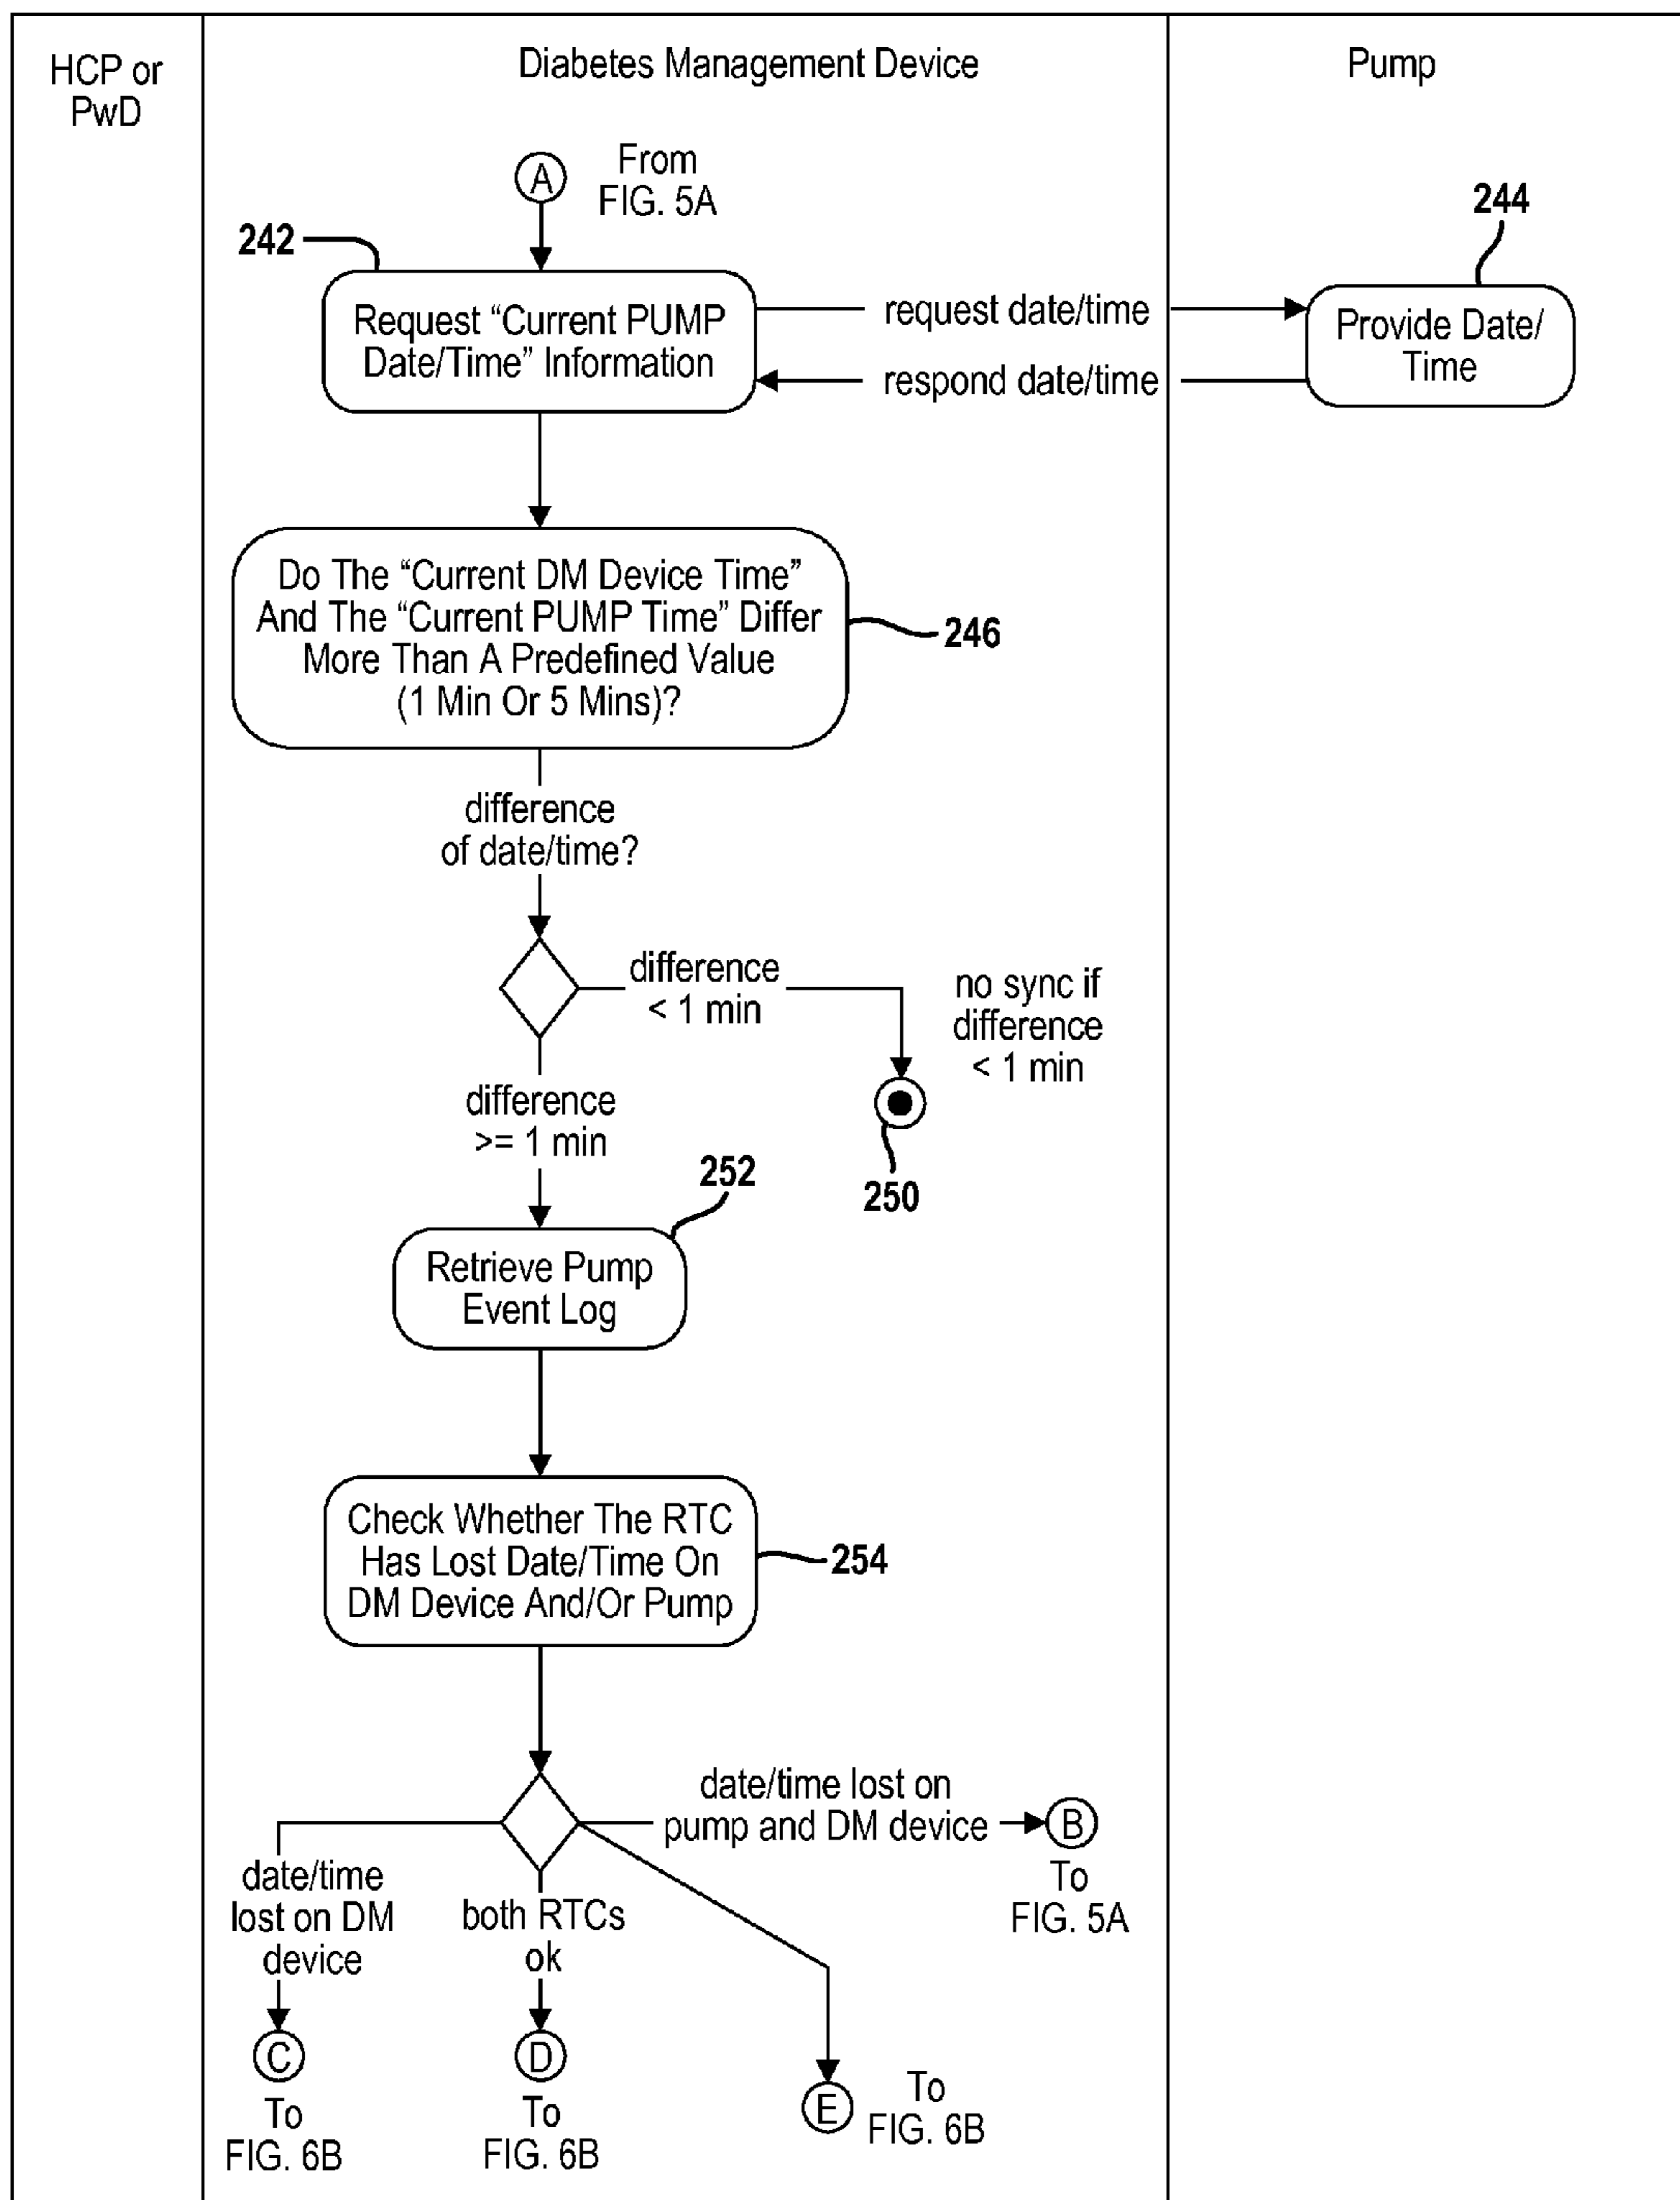 HCP or
PwD
Diabetes Management Device
Pump
A
From
FIG. 5A
242
244
Request “Current PUMP
Date/Time” Information
request date/time
respond date/time
Provide Date/
Time
Do The “Current DM Device Time”
And The “Current PUMP Time” Differ
More Than A Predefined Value
(1 Min Or 5 Mins)?
246
difference
of date/time?
difference
< 1 min
no sync if
difference
< 1 min
250
difference
>= 1 min
252
Retrieve Pump
Event Log
Check Whether The RTC
Has Lost Date/Time On
DM Device And/Or Pump
254
date/time lost on
pump and DM device
B
To
FIG. 5A
date/time
lost on DM
device
both RTCs
ok
C
To
FIG. 6B
D
To
FIG. 6B
E
To
FIG. 6B